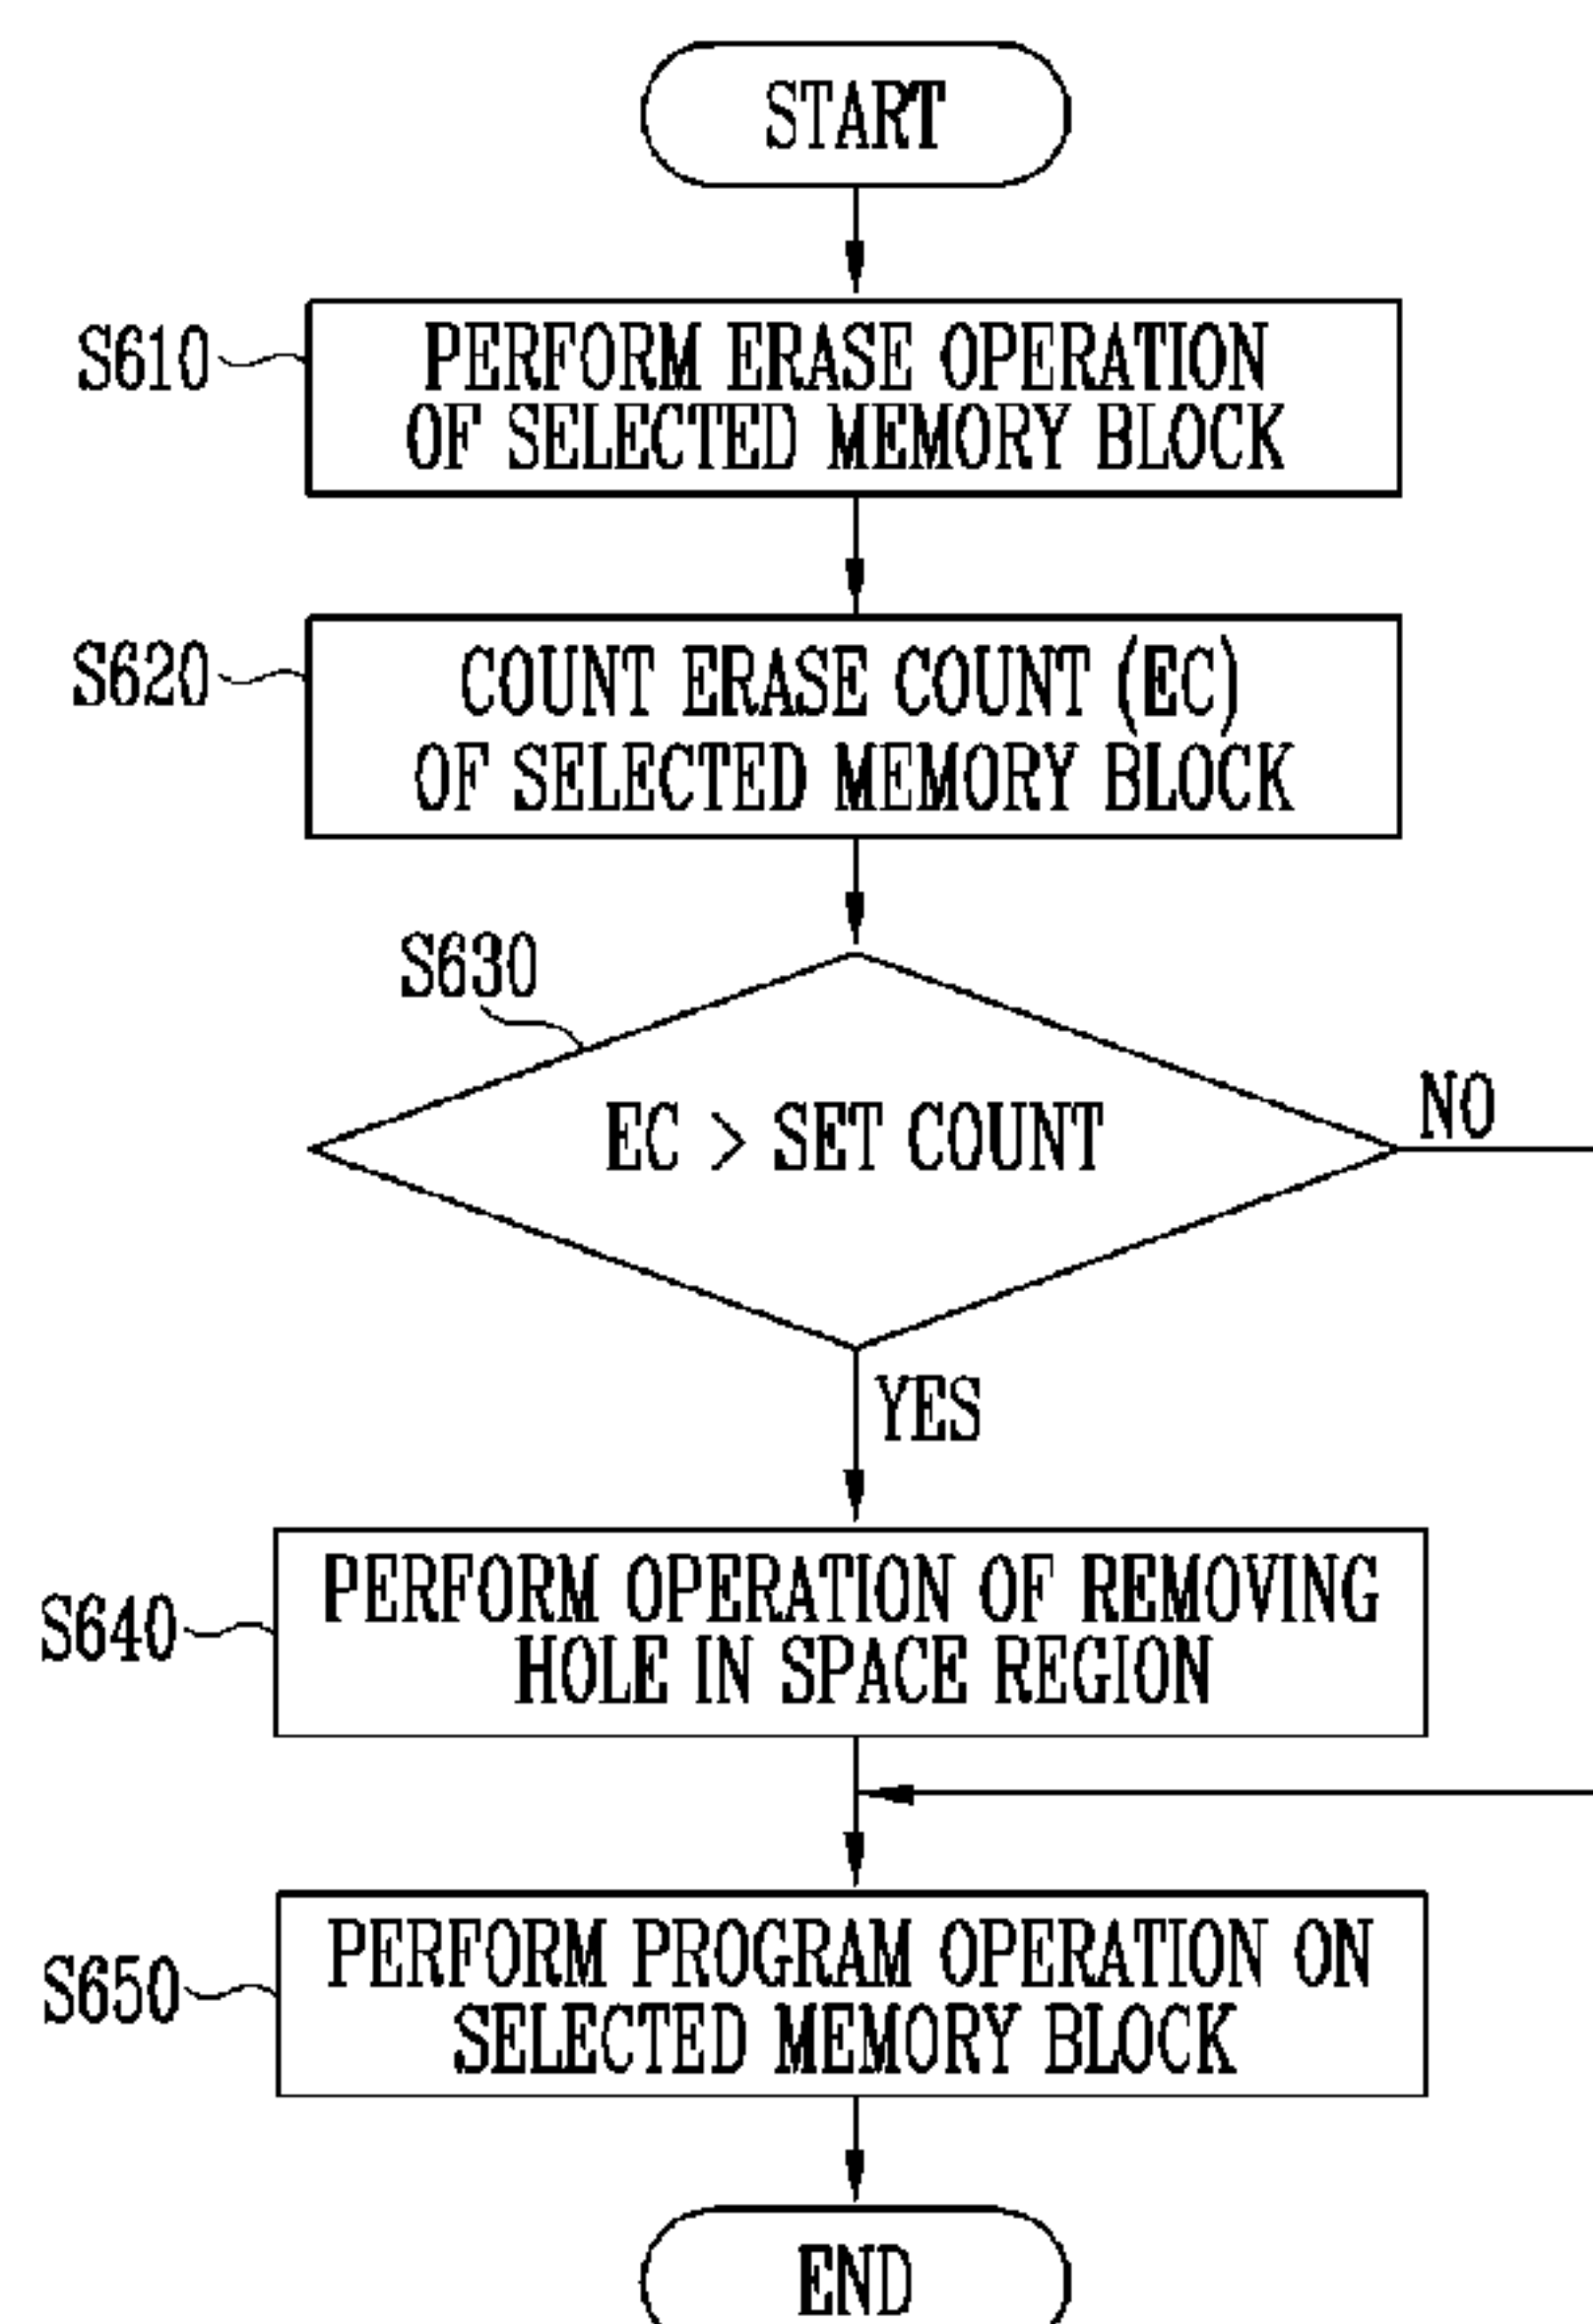 START
S610
PERFORM ERASE OPERATION
OF SELECTED MEMORY BLOCK
S620
COUNT ERASE COUNT (EC)
OF SELECTED MEMORY BLOCK
S630
EC > SET COUNT
NO
YES
S640
PERFORM OPERATION OF REMOVING
HOLE IN SPACE REGION
S650
PERFORM PROGRAM OPERATION ON
SELECTED MEMORY BLOCK
END